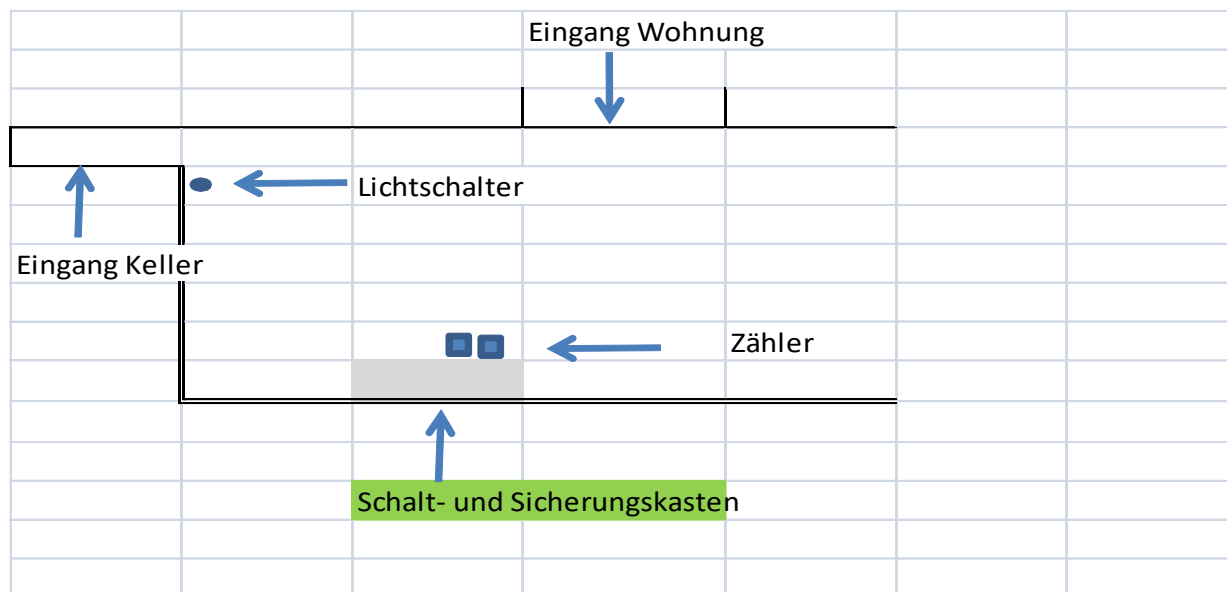 Eingang Wohnung
Lichtschalter
Eingang Keller
Zähler
Schalt- und Sicherungskasten